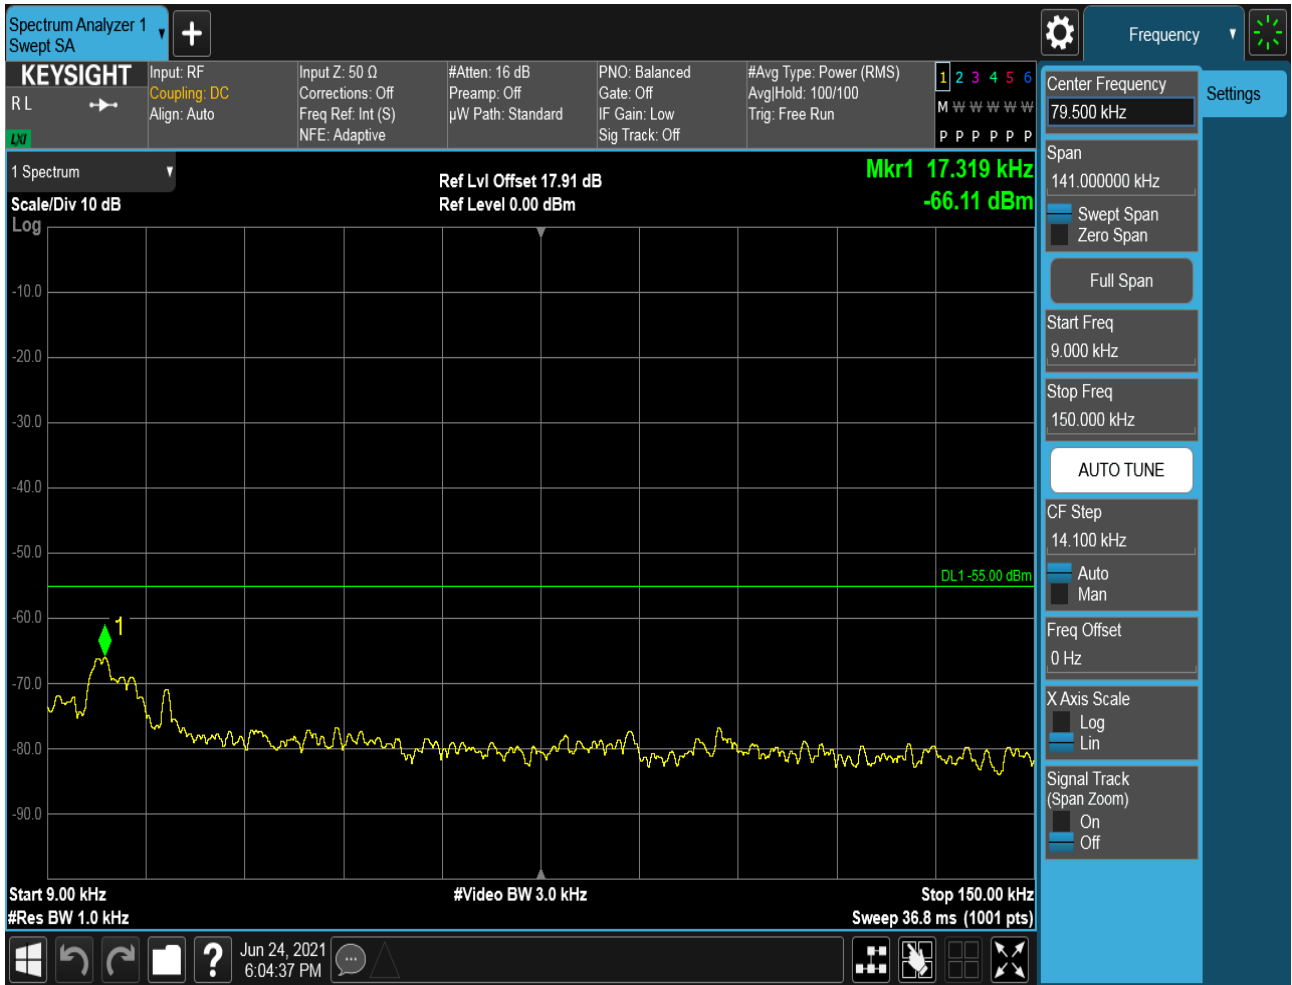 Spectrum Analyzer 1
Swept SA
Frequency
KEYSIGHT
R L
LXI
Input: RF
Coupling: DC
Align: Auto
Input Z: 50 Ω
Corrections: Off
Freq Ref: Int (S)
NFE: Adaptive
#Atten: 16 dB
Preamp: Off
µW Path: Standard
PNO: Balanced
Gate: Off
IF Gain: Low
Sig Track: Off
#Avg Type: Power (RMS)
Avg|Hold: 100/100
Trig: Free Run
1 2 3 4 5 6
M W W W W W
P P P P P P
1 Spectrum
Scale/Div 10 dB
Log
Ref Lvl Offset 17.91 dB
Ref Level 0.00 dBm
Mkr1 17.319 kHz
-66.11 dBm
-10.0
-20.0
-30.0
-40.0
-50.0
DL1 -55.00 dBm
-60.0
1
-70.0
-80.0
-90.0
Start 9.00 kHz
#Res BW 1.0 kHz
#Video BW 3.0 kHz
Stop 150.00 kHz
Sweep 36.8 ms (1001 pts)
?
Jun 24, 2021
6:04:37 PM
Center Frequency
79.500 kHz
Settings
Span
141.000000 kHz
Swept Span
Zero Span
Full Span
Start Freq
9.000 kHz
Stop Freq
150.000 kHz
AUTO TUNE
CF Step
14.100 kHz
Auto
Man
Freq Offset
0 Hz
X Axis Scale
Log
Lin
Signal Track
(Span Zoom)
On
Off